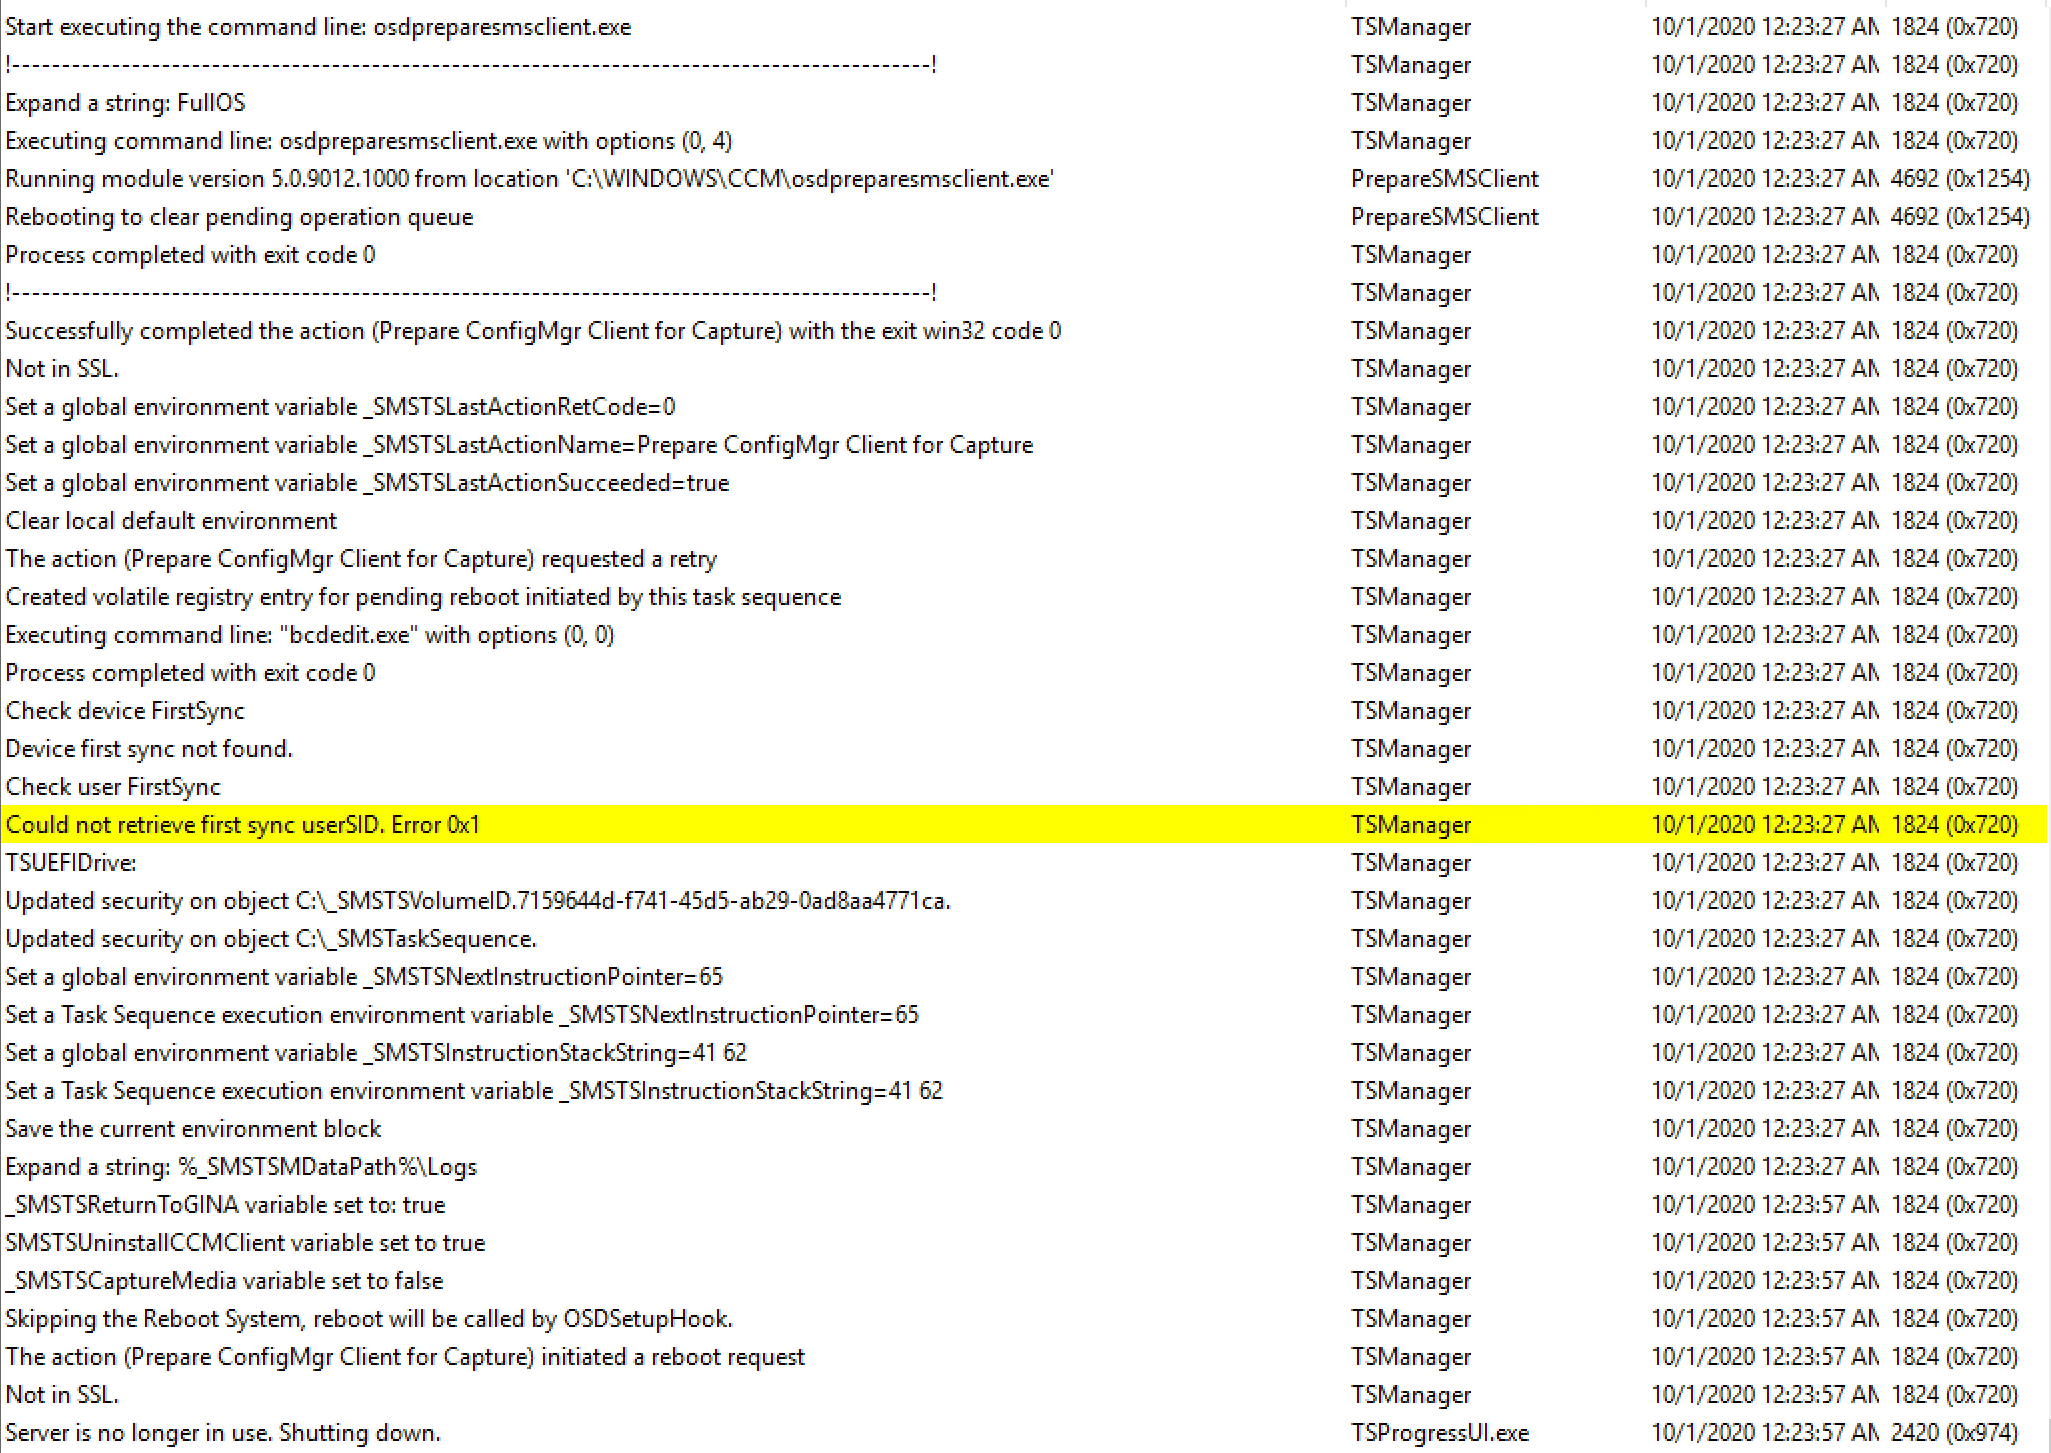 Start executing the command line: osdpreparesmsclient.exe TSManager 10/1/2020 12:23:27 AM 1824 (0x720)
!--------------------------------------------------------------------------------------------! TSManager 10/1/2020 12:23:27 AM 1824 (0x720)
Expand a string: FullOS TSManager 10/1/2020 12:23:27 AM 1824 (0x720)
Executing command line: osdpreparesmsclient.exe with options (0, 4) TSManager 10/1/2020 12:23:27 AM 1824 (0x720)
Running module version 5.0.9012.1000 from location 'C:\WINDOWS\CCM\osdpreparesmsclient.exe' PrepareSMSClient 10/1/2020 12:23:27 AM 4692 (0x1254)
Rebooting to clear pending operation queue PrepareSMSClient 10/1/2020 12:23:27 AM 4692 (0x1254)
Process completed with exit code 0 TSManager 10/1/2020 12:23:27 AM 1824 (0x720)
!--------------------------------------------------------------------------------------------! TSManager 10/1/2020 12:23:27 AM 1824 (0x720)
Successfully completed the action (Prepare ConfigMgr Client for Capture) with the exit win32 code 0 TSManager 10/1/2020 12:23:27 AM 1824 (0x720)
Not in SSL. TSManager 10/1/2020 12:23:27 AM 1824 (0x720)
Set a global environment variable _SMSTSLastActionRetCode=0 TSManager 10/1/2020 12:23:27 AM 1824 (0x720)
Set a global environment variable _SMSTSLastActionName=Prepare ConfigMgr Client for Capture TSManager 10/1/2020 12:23:27 AM 1824 (0x720)
Set a global environment variable _SMSTSLastActionSucceeded=true TSManager 10/1/2020 12:23:27 AM 1824 (0x720)
Clear local default environment TSManager 10/1/2020 12:23:27 AM 1824 (0x720)
The action (Prepare ConfigMgr Client for Capture) requested a retry TSManager 10/1/2020 12:23:27 AM 1824 (0x720)
Created volatile registry entry for pending reboot initiated by this task sequence TSManager 10/1/2020 12:23:27 AM 1824 (0x720)
Executing command line: "bcdedit.exe" with options (0, 0) TSManager 10/1/2020 12:23:27 AM 1824 (0x720)
Process completed with exit code 0 TSManager 10/1/2020 12:23:27 AM 1824 (0x720)
Check device FirstSync TSManager 10/1/2020 12:23:27 AM 1824 (0x720)
Device first sync not found. TSManager 10/1/2020 12:23:27 AM 1824 (0x720)
Check user FirstSync TSManager 10/1/2020 12:23:27 AM 1824 (0x720)
Could not retrieve first sync userSID. Error 0x1 TSManager 10/1/2020 12:23:27 AM 1824 (0x720)
TSUEFIDrive: TSManager 10/1/2020 12:23:27 AM 1824 (0x720)
Updated security on object C:\_SMSTSVolumeID.7159644d-f741-45d5-ab29-0ad8aa4771ca. TSManager 10/1/2020 12:23:27 AM 1824 (0x720)
Updated security on object C:\_SMSTaskSequence. TSManager 10/1/2020 12:23:27 AM 1824 (0x720)
Set a global environment variable _SMSTSNextInstructionPointer=65 TSManager 10/1/2020 12:23:27 AM 1824 (0x720)
Set a Task Sequence execution environment variable _SMSTSNextInstructionPointer=65 TSManager 10/1/2020 12:23:27 AM 1824 (0x720)
Set a global environment variable _SMSTSInstructionStackString=41 62 TSManager 10/1/2020 12:23:27 AM 1824 (0x720)
Set a Task Sequence execution environment variable _SMSTSInstructionStackString=41 62 TSManager 10/1/2020 12:23:27 AM 1824 (0x720)
Save the current environment block TSManager 10/1/2020 12:23:27 AM 1824 (0x720)
Expand a string: %_SMSTSMDataPath%\Logs TSManager 10/1/2020 12:23:27 AM 1824 (0x720)
_SMSTSReturnToGINA variable set to: true TSManager 10/1/2020 12:23:57 AM 1824 (0x720)
SMSTSUninstallCCMClient variable set to true TSManager 10/1/2020 12:23:57 AM 1824 (0x720)
_SMSTSCaptureMedia variable set to false TSManager 10/1/2020 12:23:57 AM 1824 (0x720)
Skipping the Reboot System, reboot will be called by OSDSetupHook. TSManager 10/1/2020 12:23:57 AM 1824 (0x720)
The action (Prepare ConfigMgr Client for Capture) initiated a reboot request TSManager 10/1/2020 12:23:57 AM 1824 (0x720)
Not in SSL. TSManager 10/1/2020 12:23:57 AM 1824 (0x720)
Server is no longer in use. Shutting down. TSProgressUI.exe 10/1/2020 12:23:57 AM 2420 (0x974)